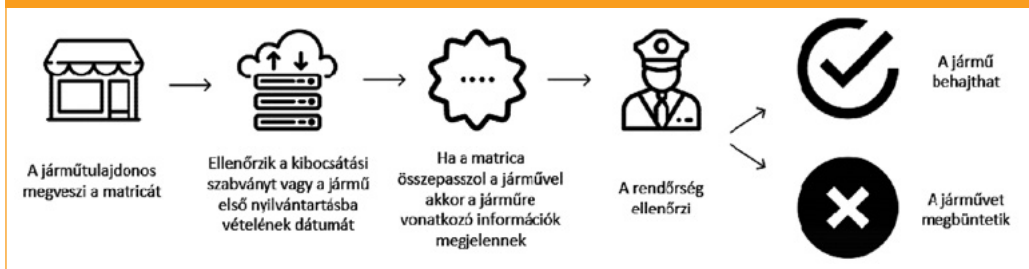 A járműtulajdonos
megveszi a matricát
Ellenőrzik a kibocsátási
szabványt vagy a jármű
első nyilvántartásba
vételének dátumát
Ha a matrica
összepasszol a járművel
akkor a járműre
vonatkozó információk
megjelennek
A rendőrség
ellenőrzi
A jármű
behajthat
A járművet
megbüntetik